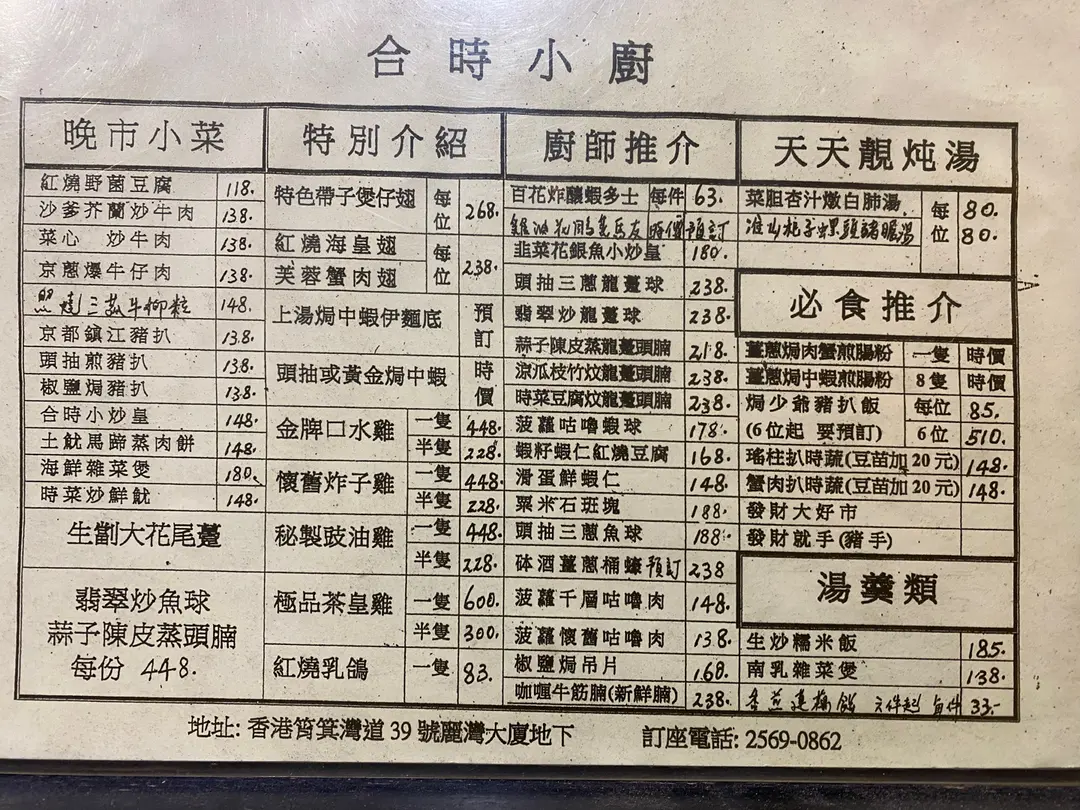 合時小廚
晚市小菜
紅燒野菌豆腐 118.
沙爹芥蘭炒牛肉 138.
菜心 炒牛肉 138.
京蔥爆牛仔肉 138.
燒三菇牛柳粒 148.
京都鎮江豬扒 138.
頭抽煎豬扒 138.
椒鹽焗豬扒 138.
合時小炒皇 148.
土魷馬蹄蒸肉餅 148.
海鮮雜菜煲 180.
時菜炒鮮魷 148.
生劏大花尾躉
翡翠炒魚球
蒜子陳皮蒸頭腩
每份 448.
特別介紹
特色帶子煲仔翅 每位 268.
紅燒海皇翅 每位 238.
芙蓉蟹肉翅
上湯焗中蝦伊麵底 預訂
頭抽或黃金焗中蝦 時價
金牌口水雞 一隻 448.
半隻 228.
懷舊炸子雞 一隻 448.
半隻 228.
秘製豉油雞 一隻 448.
半隻 228.
極品茶皇雞 一隻 600.
半隻 300.
紅燒乳鴿 一隻 83.
廚師推介
百花炸釀蝦多士 每件 63.
時價預訂
韭菜花銀魚小炒皇 180.
頭抽三蔥龍躉球 238.
翡翠炒龍躉球 238.
蒜子陳皮蒸龍躉頭腩 218.
涼瓜枝竹炆龍躉頭腩 238.
時菜豆腐炆龍躉頭腩 238.
菠蘿咕嚕蝦球 178.
蝦籽蝦仁紅燒豆腐 168.
滑蛋鮮蝦仁 148.
粟米石斑塊 188.
頭抽三蔥魚球 188.
砵酒薑蔥桶蠔 預訂 238
菠蘿千層咕嚕肉 148.
菠蘿懷舊咕嚕肉 138.
椒鹽焗吊片 168.
咖喱牛筋腩(新鮮腩) 238.
天天靚炖湯
菜胆杏汁燉白肺湯 每位 80.
淮山杞子螺頭豬𦟌湯 80.
必食推介
薑蔥焗肉蟹煎腸粉 一隻 時價
薑蔥焗中蝦煎腸粉 8隻 時價
焗少爺豬扒飯 每位 85.
(6位起 要預訂) 6位 510.
瑤柱扒時蔬(豆苗加20元) 148.
蟹肉扒時蔬(豆苗加20元) 148.
發財大好市
發財就手(豬手)
湯羹類
生炒糯米飯 185.
南乳雜菜煲 138.
每件 33.-
地址: 香港筲箕灣道39號麗灣大廈地下
訂座電話: 2569-0862